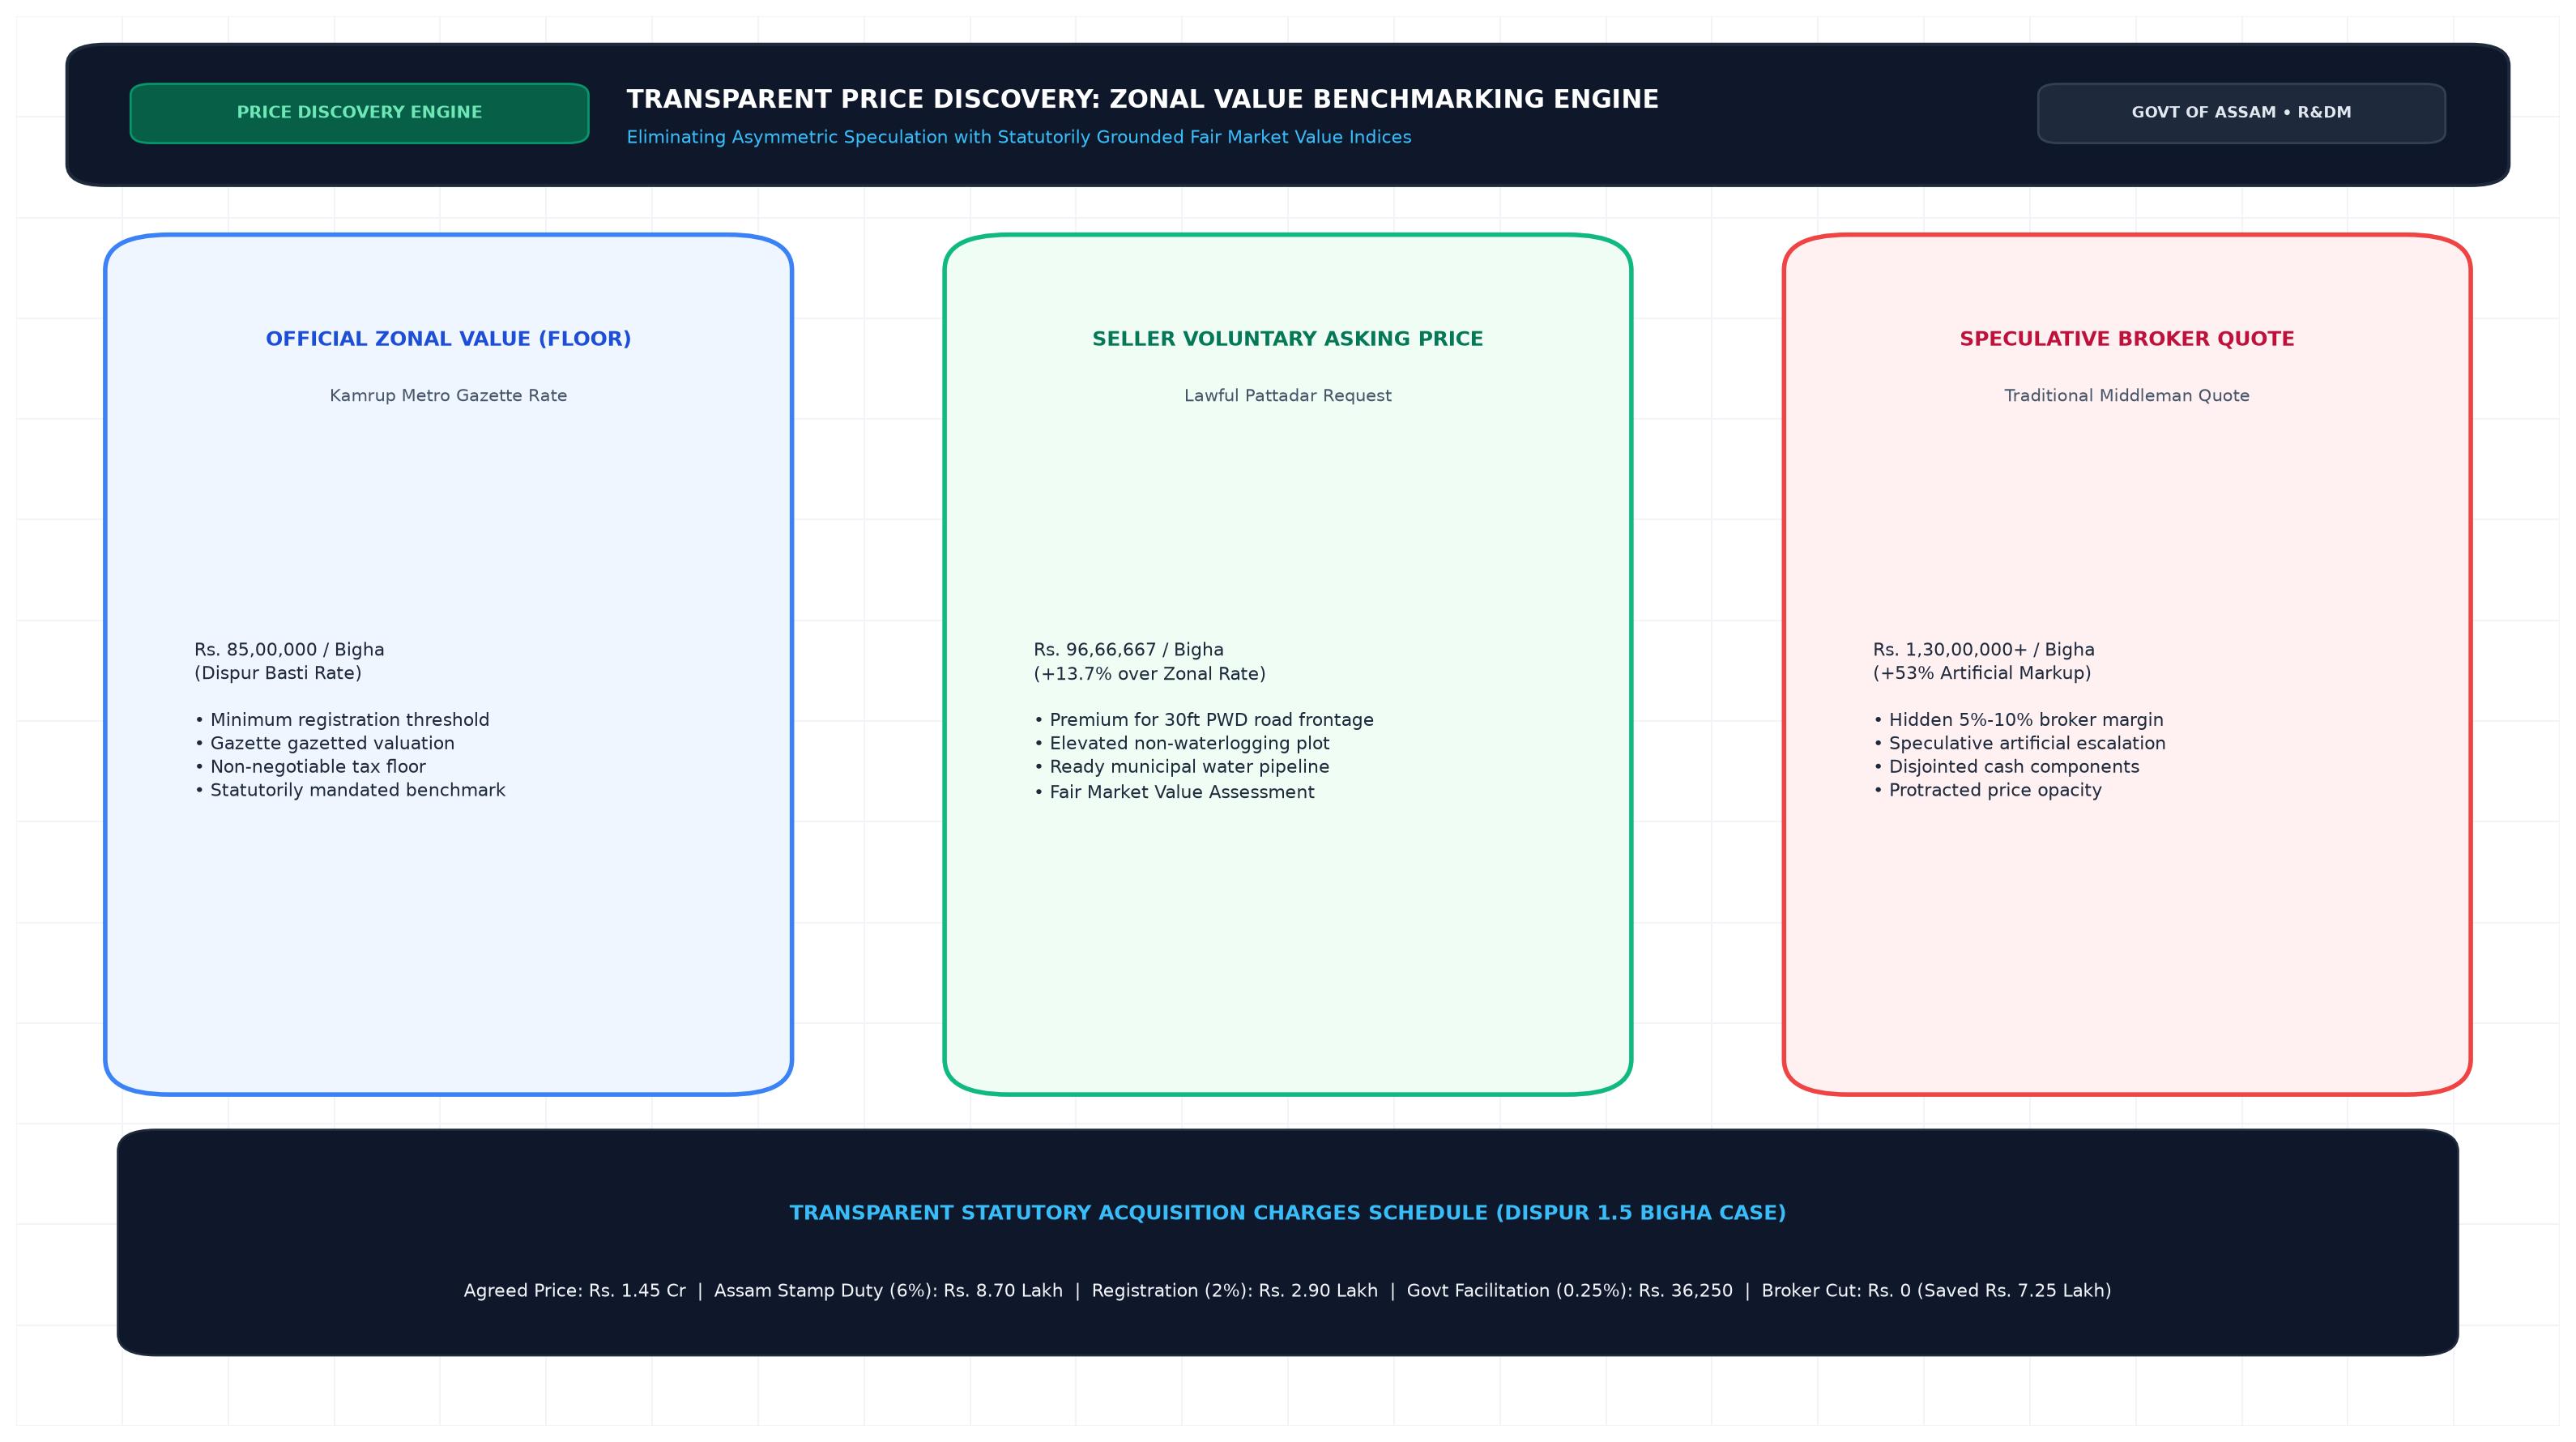 PRICE DISCOVERY ENGINE
TRANSPARENT PRICE DISCOVERY: ZONAL VALUE BENCHMARKING ENGINE
Eliminating Asymmetric Speculation with Statutorily Grounded Fair Market Value Indices
GOVT OF ASSAM • R&DM
OFFICIAL ZONAL VALUE (FLOOR)
Kamrup Metro Gazette Rate
Rs. 85,00,000 / Bigha
(Dispur Basti Rate)
• Minimum registration threshold
• Gazette gazetted valuation
• Non-negotiable tax floor
• Statutorily mandated benchmark
SELLER VOLUNTARY ASKING PRICE
Lawful Pattadar Request
Rs. 96,66,667 / Bigha
(+13.7% over Zonal Rate)
• Premium for 30ft PWD road frontage
• Elevated non-waterlogging plot
• Ready municipal water pipeline
• Fair Market Value Assessment
SPECULATIVE BROKER QUOTE
Traditional Middleman Quote
Rs. 1,30,00,000+ / Bigha
(+53% Artificial Markup)
• Hidden 5%-10% broker margin
• Speculative artificial escalation
• Disjointed cash components
• Protracted price opacity
TRANSPARENT STATUTORY ACQUISITION CHARGES SCHEDULE (DISPUR 1.5 BIGHA CASE)
Agreed Price: Rs. 1.45 Cr | Assam Stamp Duty (6%): Rs. 8.70 Lakh | Registration (2%): Rs. 2.90 Lakh | Govt Facilitation (0.25%): Rs. 36,250 | Broker Cut: Rs. 0 (Saved Rs. 7.25 Lakh)